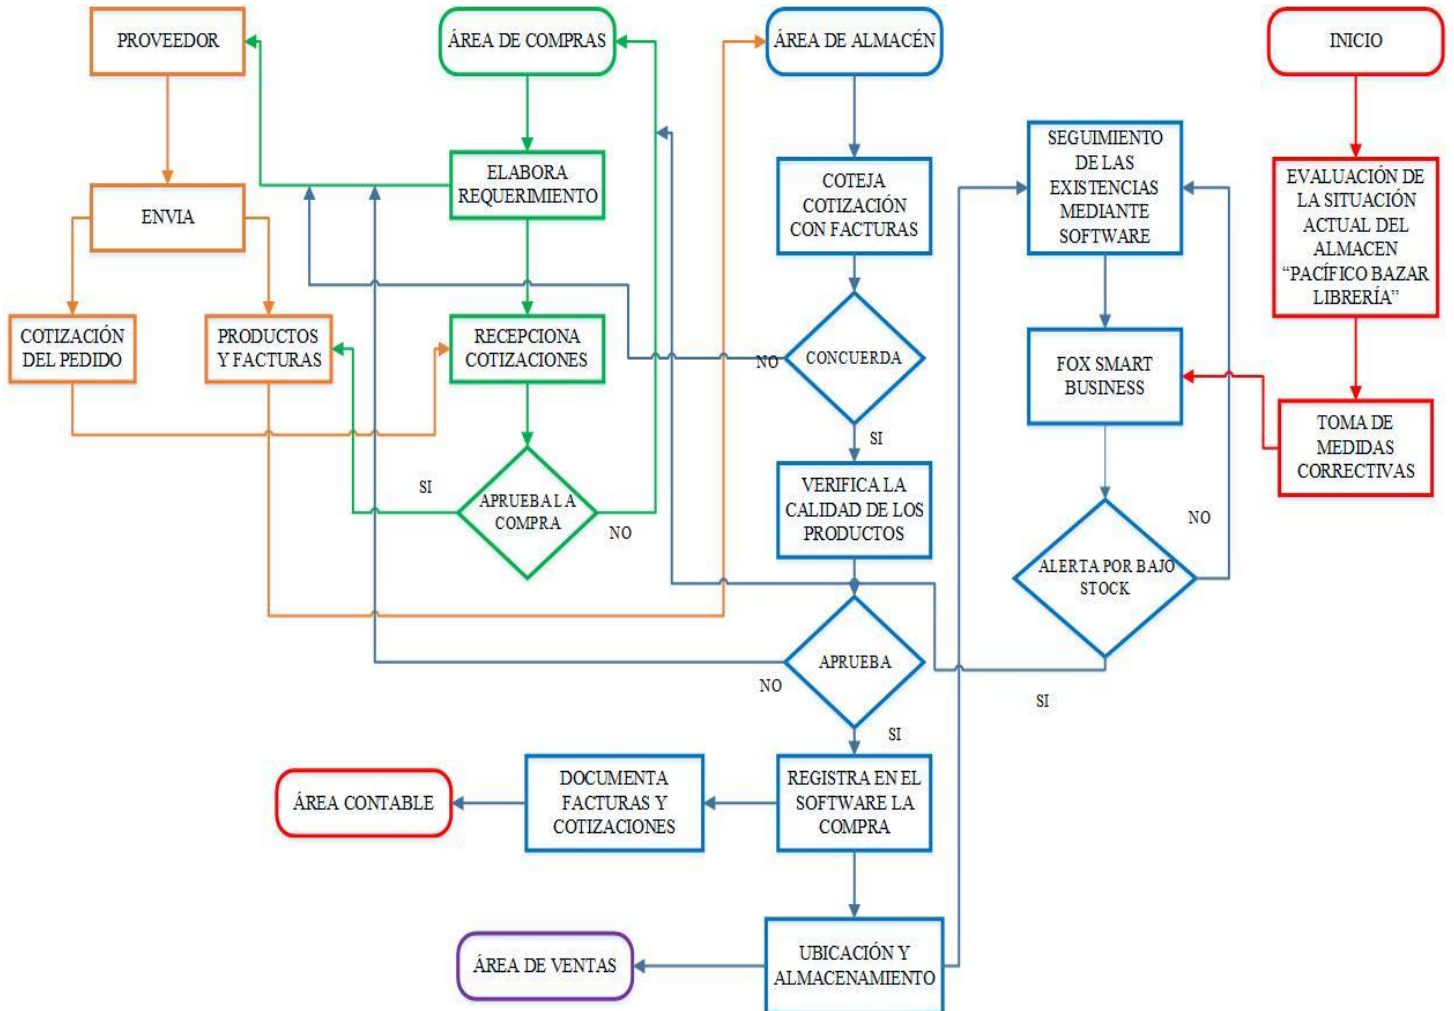 PROVEEDOR
ÁREA DE COMPRAS
ÁREA DE ALMACÉN
INICIO
ELABORA
REQUERIMIENTO
COTEJA
COTIZACIÓN
CON FACTURAS
SEGUIMIENTO
DE LAS
EXISTENCIAS
MEDIANTE
SOFTWARE
EVALUACIÓN DE
LA SITUACIÓN
ACTUAL DEL
ALMACEN
“PACÍFICO BAZAR
LIBRERÍA”
ENVIA
COTIZACIÓN
DEL PEDIDO
PRODUCTOS
Y FACTURAS
RECEPCIONA
COTIZACIONES
NO
CONCUERDA
SI
FOX SMART
BUSINESS
TOMA DE
MEDIDAS
CORRECTIVAS
SI
APRUEBA LA
COMPRA
NO
VERIFICA LA
CALIDAD DE LOS
PRODUCTOS
NO
ALERTA POR BAJO
STOCK
SI
APRUEBA
NO
SI
ÁREA CONTABLE
DOCUMENTA
FACTURAS Y
COTIZACIONES
REGISTRA EN EL
SOFTWARE LA
COMPRA
ÁREA DE VENTAS
UBICACIÓN Y
ALMACENAMIENTO